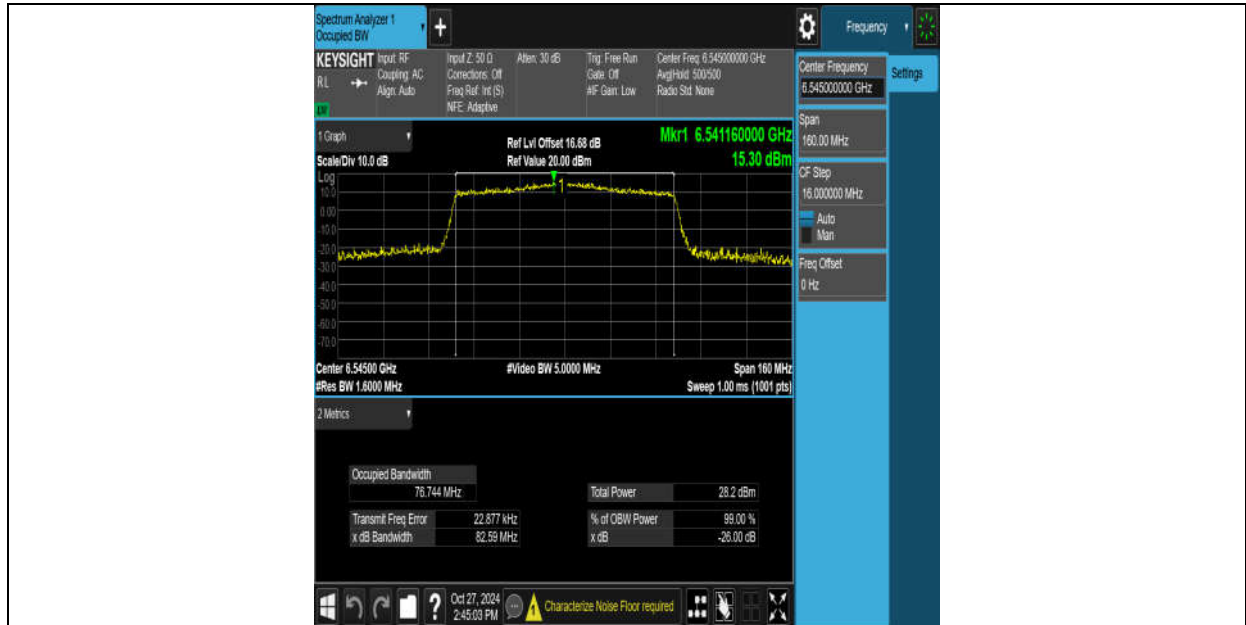 Spectrum Analyzer 1
Occupied BW
+
Frequency
KEYSIGHT
RL
Input: RF
Coupling: AC
Align: Auto
Input Z: 50 Ω
Corrections: Off
Freq Ref: Int (S)
NFE: Adaptive
Atten: 30 dB
Trig: Free Run
Gate: Off
#IF Gain: Low
Center Freq: 6.545000000 GHz
Avg|Hold: 500/500
Radio Std: None
Center Frequency
6.545000000 GHz
Settings
Span
160.00 MHz
CF Step
16.000000 MHz
Auto
Man
Freq Offset
0 Hz
1 Graph
Scale/Div 10.0 dB
Ref Lvl Offset 16.68 dB
Ref Value 20.00 dBm
Mkr1 6.541160000 GHz
15.30 dBm
Log
10.0
0.00
-10.0
-20.0
-30.0
-40.0
-50.0
-60.0
-70.0
1
Center 6.54500 GHz
#Res BW 1.6000 MHz
#Video BW 5.0000 MHz
Span 160 MHz
Sweep 1.00 ms (1001 pts)
2 Metrics
Occupied Bandwidth
76.744 MHz
Total Power 28.2 dBm
Transmit Freq Error 22.877 kHz
% of OBW Power 99.00 %
x dB Bandwidth 82.59 MHz
x dB -26.00 dB
?
Oct 27, 2024
2:45:03 PM
Characterize Noise Floor required